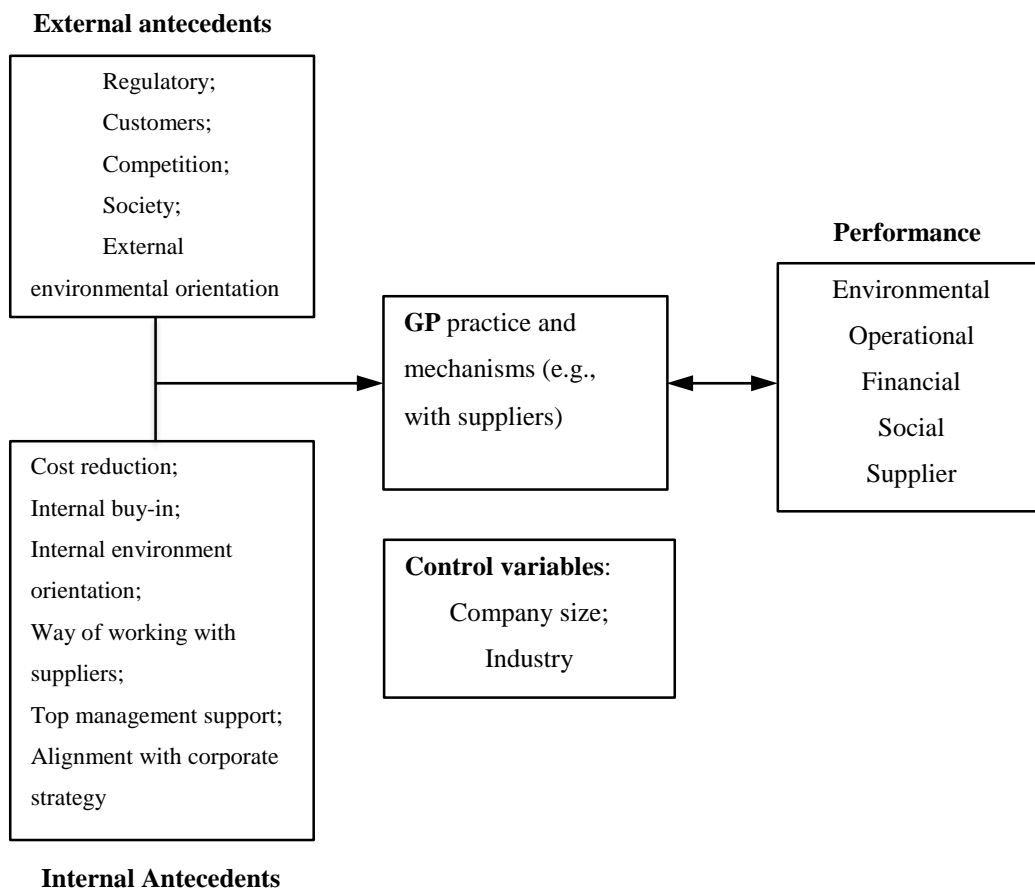 External antecedents
Regulatory;
Customers;
Competition;
Society;
External
environmental orientation
GP practice and
mechanisms (e.g.,
with suppliers)
Performance
Environmental
Operational
Financial
Social
Supplier
Cost reduction;
Internal buy-in;
Internal environment
orientation;
Way of working with
suppliers;
Top management support;
Alignment with corporate
strategy
Internal Antecedents
Control variables:
Company size;
Industry